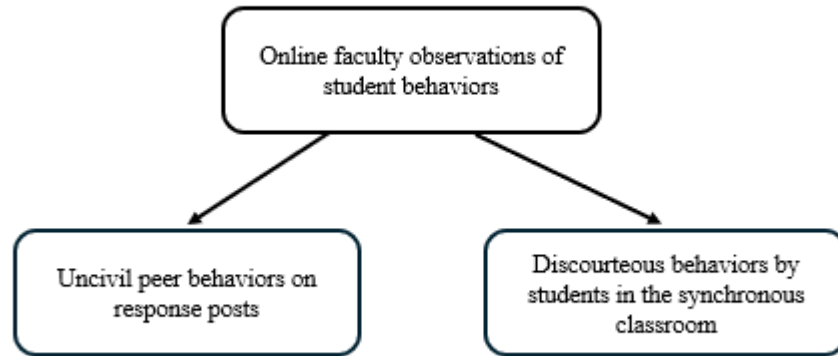 Online faculty observations of
student behaviors
Uncivil peer behaviors on
response posts
Discourteous behaviors by
students in the synchronous
classroom